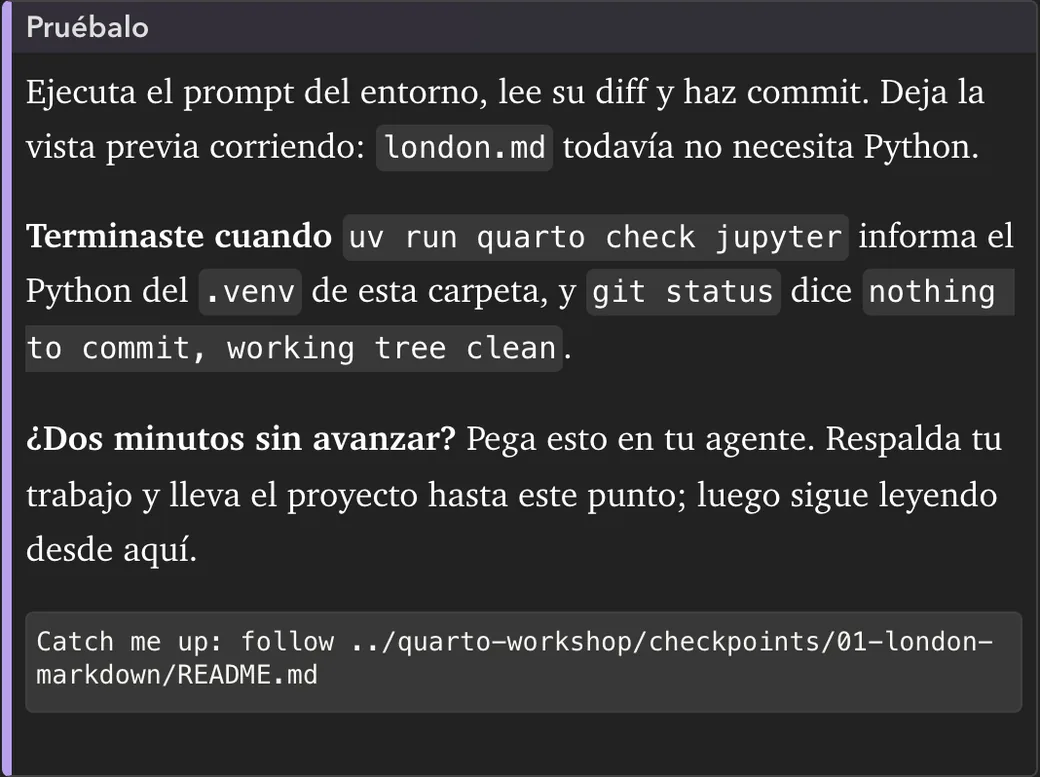 Pruébalo
Ejecuta el prompt del entorno, lee su diff y haz commit. Deja la
vista previa corriendo: london.md todavía no necesita Python.
Terminaste cuando uv run quarto check jupyter informa el
Python del .venv de esta carpeta, y git status dice nothing
to commit, working tree clean.
¿Dos minutos sin avanzar? Pega esto en tu agente. Respalda tu
trabajo y lleva el proyecto hasta este punto; luego sigue leyendo
desde aquí.
Catch me up: follow ../quarto-workshop/checkpoints/01-london-
markdown/README.md